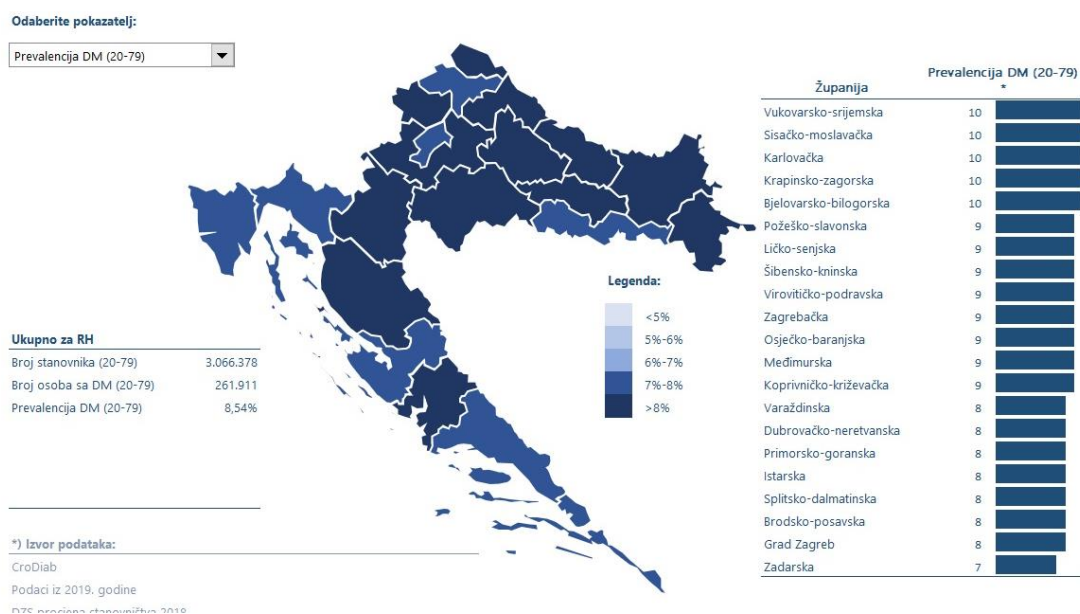 Odaberite pokazatelj:
Prevalencija DM (20-79)
Ukupno za RH
Broj stanovnika (20-79) 3.066.378
Broj osoba sa DM (20-79) 261.911
Prevalencija DM (20-79) 8,54%
*) Izvor podataka:
CroDiab
Podaci iz 2019. godine
DZS procjena stanovništva 2018
Legenda:
<5%
5%-6%
6%-7%
7%-8%
>8%
Županija Prevalencija DM (20-79)
*
Vukovarsko-srijemska 10
Sisačko-moslavačka 10
Karlovačka 10
Krapinsko-zagorska 10
Bjelovarsko-bilogorska 10
Požeško-slavonska 9
Ličko-senjska 9
Šibensko-kninska 9
Virovitičko-podravska 9
Zagrebačka 9
Osječko-baranjska 9
Međimurska 9
Koprivničko-križevačka 9
Varaždinska 8
Dubrovačko-neretvanska 8
Primorsko-goranska 8
Istarska 8
Splitsko-dalmatinska 8
Brodsko-posavska 8
Grad Zagreb 8
Zadarska 7